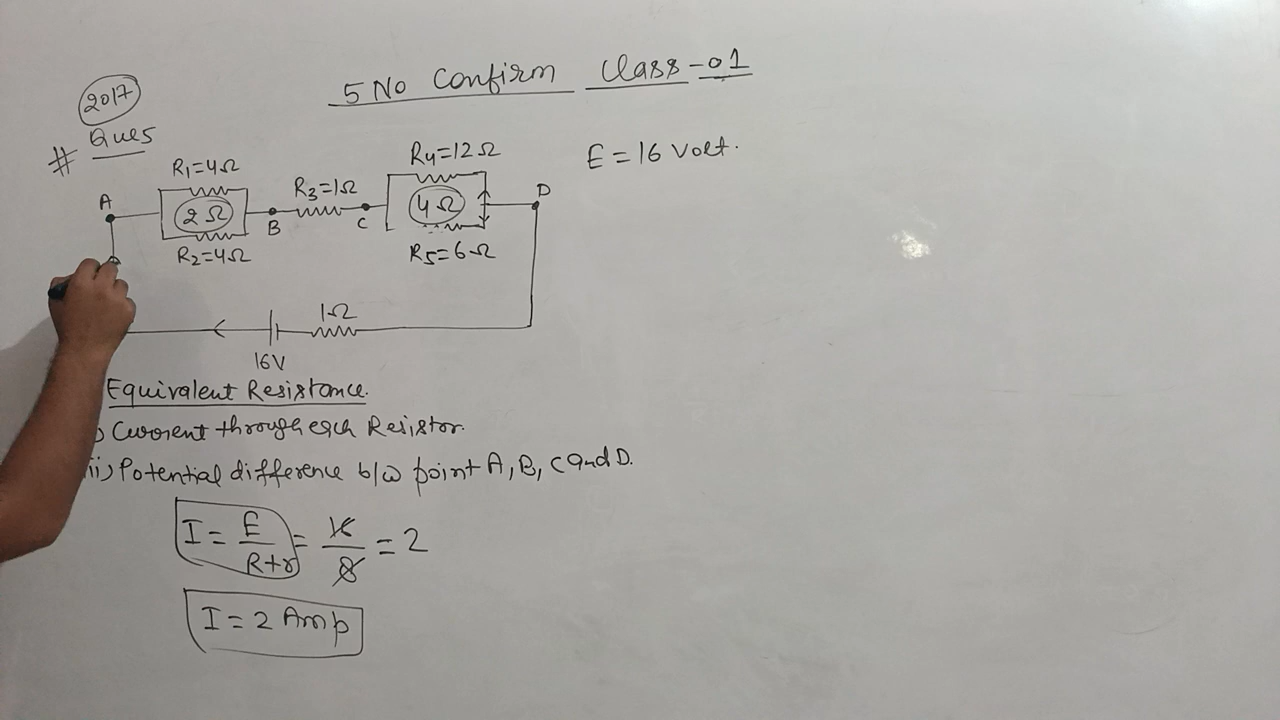 5 No Confirm Class-01
2017
# Ques
R1=4Ω
R4=12Ω
E = 16 Volt.
R3=1Ω
A
2Ω
B
C
4Ω
D
R2=4Ω
R5=6Ω
1Ω
16V
Equivalent Resistance.
) Current through each Resistor.
ii) Potential difference b/w point A, B, C and D.
I = E/R+r = 16/8 = 2
I = 2 Amp